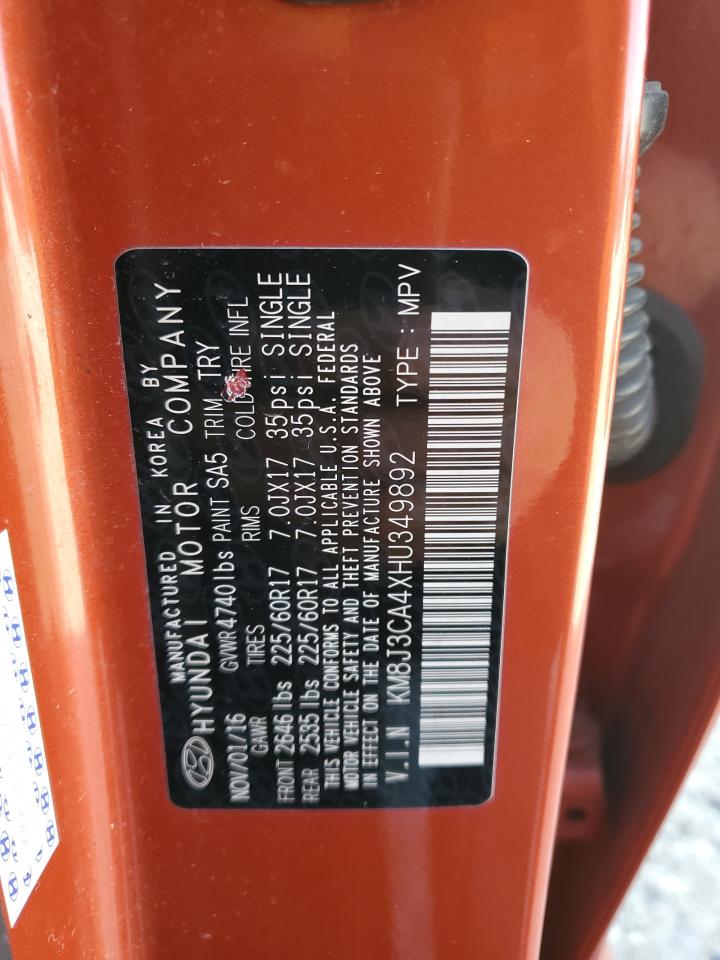 MANUFACTURED IN KOREA BY
HYUNDAI MOTOR COMPANY
NOV/01/16 GVWR 4740lbs PAINT SA5 TRIM TRY
GAWR TIRES RIMS COLD TIRE INFL
FRONT 2646 lbs 225/60R17 7.0JX17 35psi SINGLE
REAR 2535 lbs 225/60R17 7.0JX17 35psi SINGLE
THIS VEHICLE CONFORMS TO ALL APPLICABLE U.S.A. FEDERAL
MOTOR VEHICLE SAFETY AND THEFT PREVENTION STANDARDS
IN EFFECT ON THE DATE OF MANUFACTURE SHOWN ABOVE
V.I.N KM8J3CA4XHU349892 TYPE : MPV